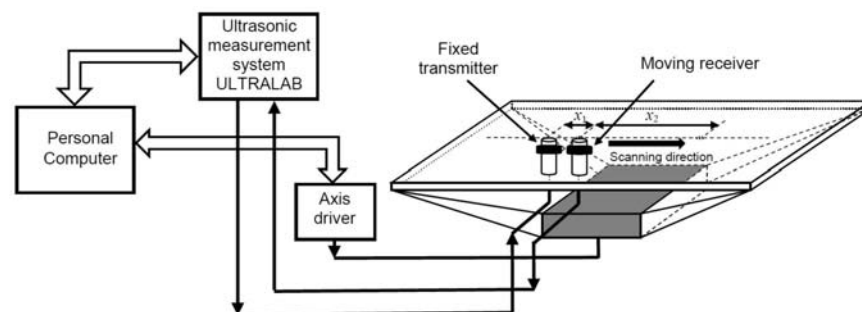 Ultrasonic
measurement
system
ULTRALAB
Fixed
transmitter
Moving receiver
x₁
x₂
Personal
Computer
Scanning direction
Axis
driver